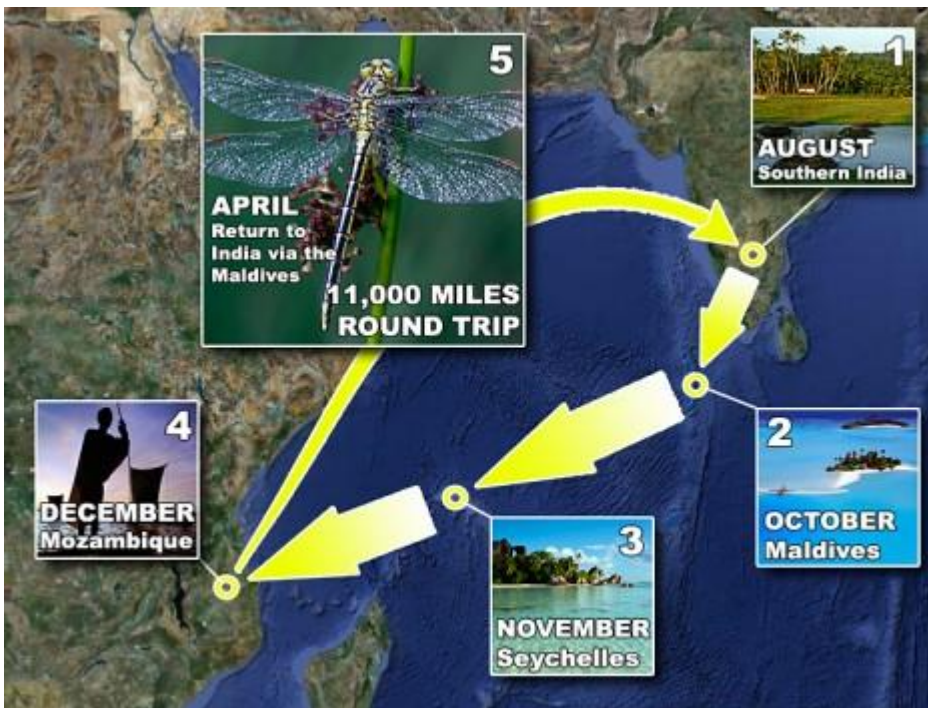 1
AUGUST
Southern India
2
OCTOBER
Maldives
3
NOVEMBER
Seychelles
4
DECEMBER
Mozambique
5
APRIL
Return to
India via the
Maldives
11,000 MILES
ROUND TRIP